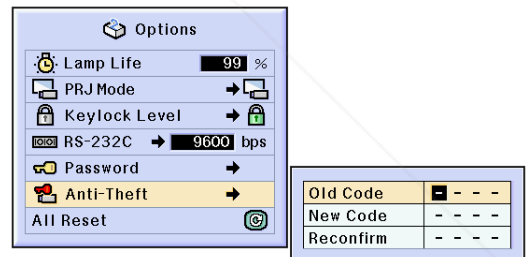 Options
Lamp Life 99 %
PRJ Mode
Keylock Level
RS-232C 9600 bps
Password
Anti-Theft
All Reset
Old Code - - - -
New Code - - - -
Reconfirm - - - -